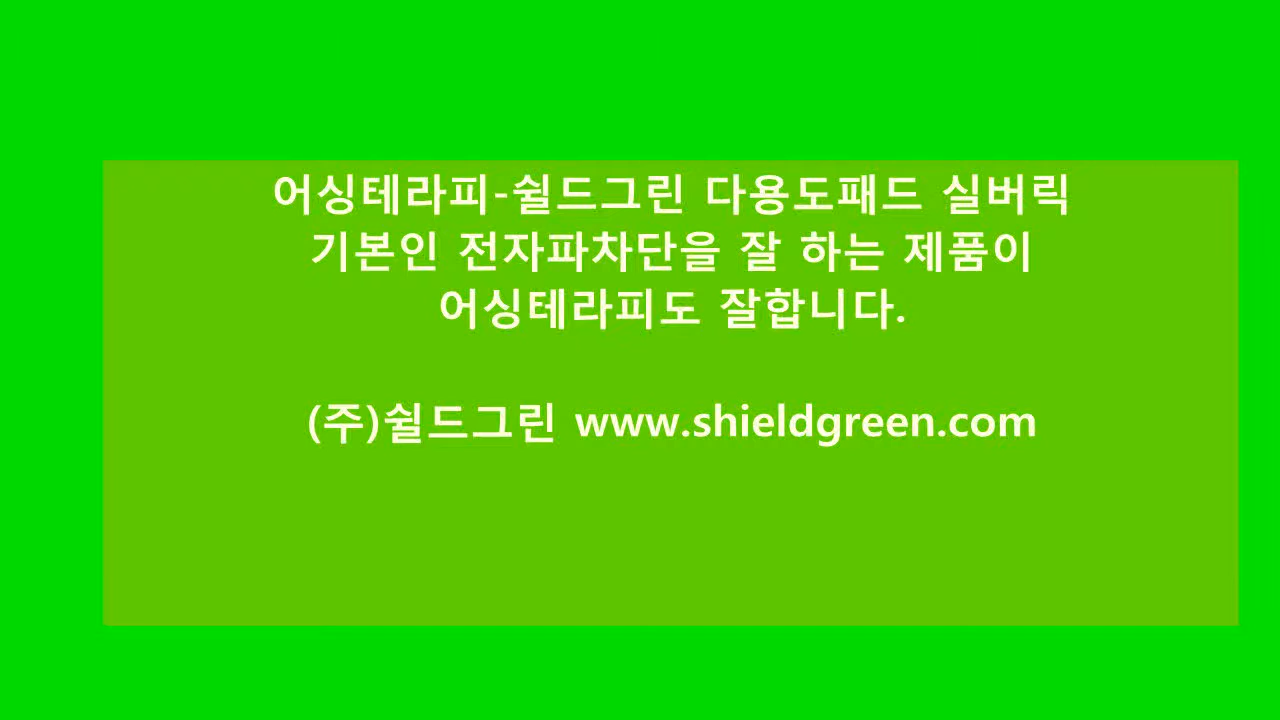 어싱테라피-쉴드그린 다용도패드 실버릭
기본인 전자파차단을 잘 하는 제품이
어싱테라피도 잘합니다.
(주)쉴드그린 www.shieldgreen.com